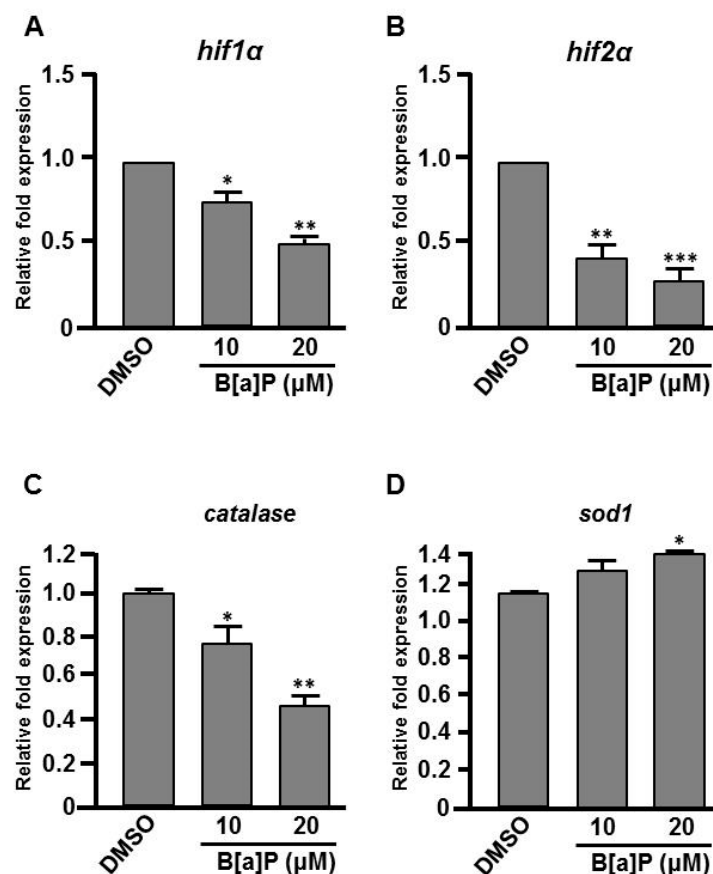 A
hif1α
Relative fold expression
1.5
1.0
0.5
0
*
**
DMSO
10
20
B[a]P (µM)
B
hif2α
Relative fold expression
1.5
1.0
0.5
0
**
***
DMSO
10
20
B[a]P (µM)
C
catalase
Relative fold expression
1.2
1.0
0.8
0.6
0.4
0.2
0
*
**
DMSO
10
20
B[a]P (µM)
D
sod1
Relative fold expression
1.4
1.2
1.4
0.6
0.4
0.2
0
*
DMSO
10
20
B[a]P (µM)